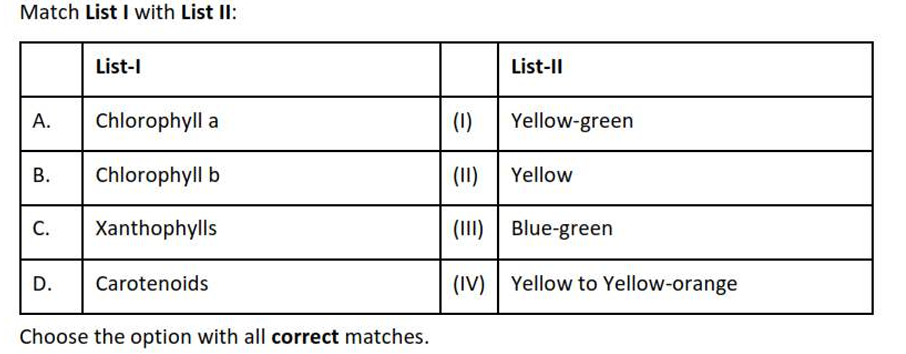 Match List I with List II:
List-I List-II
A. Chlorophyll a (I) Yellow-green
B. Chlorophyll b (II) Yellow
C. Xanthophylls (III) Blue-green
D. Carotenoids (IV) Yellow to Yellow-orange
Choose the option with all correct matches.